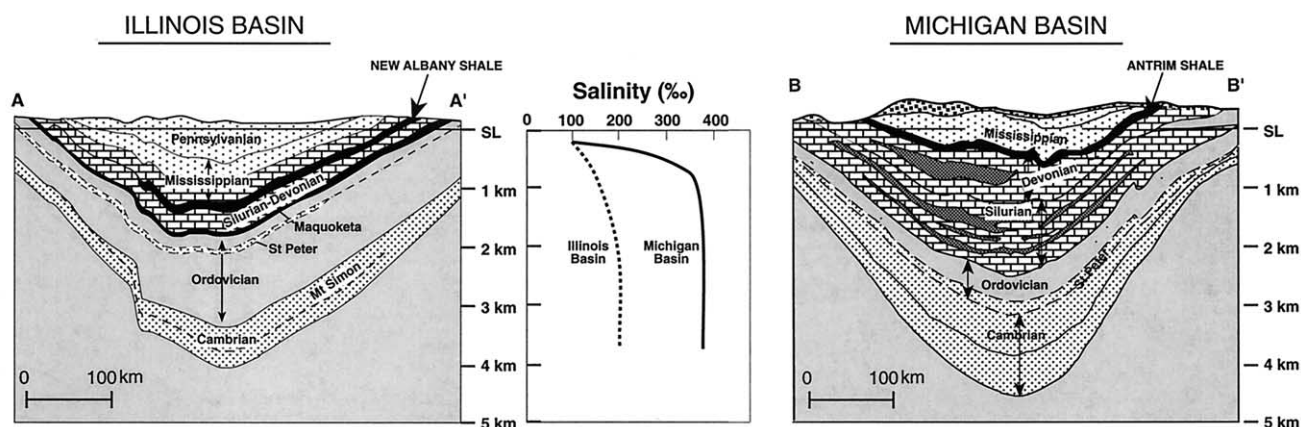 ILLINOIS BASIN
NEW ALBANY SHALE
A
A'
Pennsylvanian
Mississippian
Silurian-Devonian
Maquoketa
St Peter
Ordovician
Mt Simon
Cambrian
SL
1 km
2 km
3 km
4 km
5 km
0
100 km
Salinity (‰)
0
100
200
400
Illinois
Basin
Michigan
Basin
MICHIGAN BASIN
ANTRIM SHALE
B
B'
Mississippian
Devonian
Silurian
Ordovician
St Peter
Cambrian
SL
1 km
2 km
3 km
4 km
5 km
0
100 km